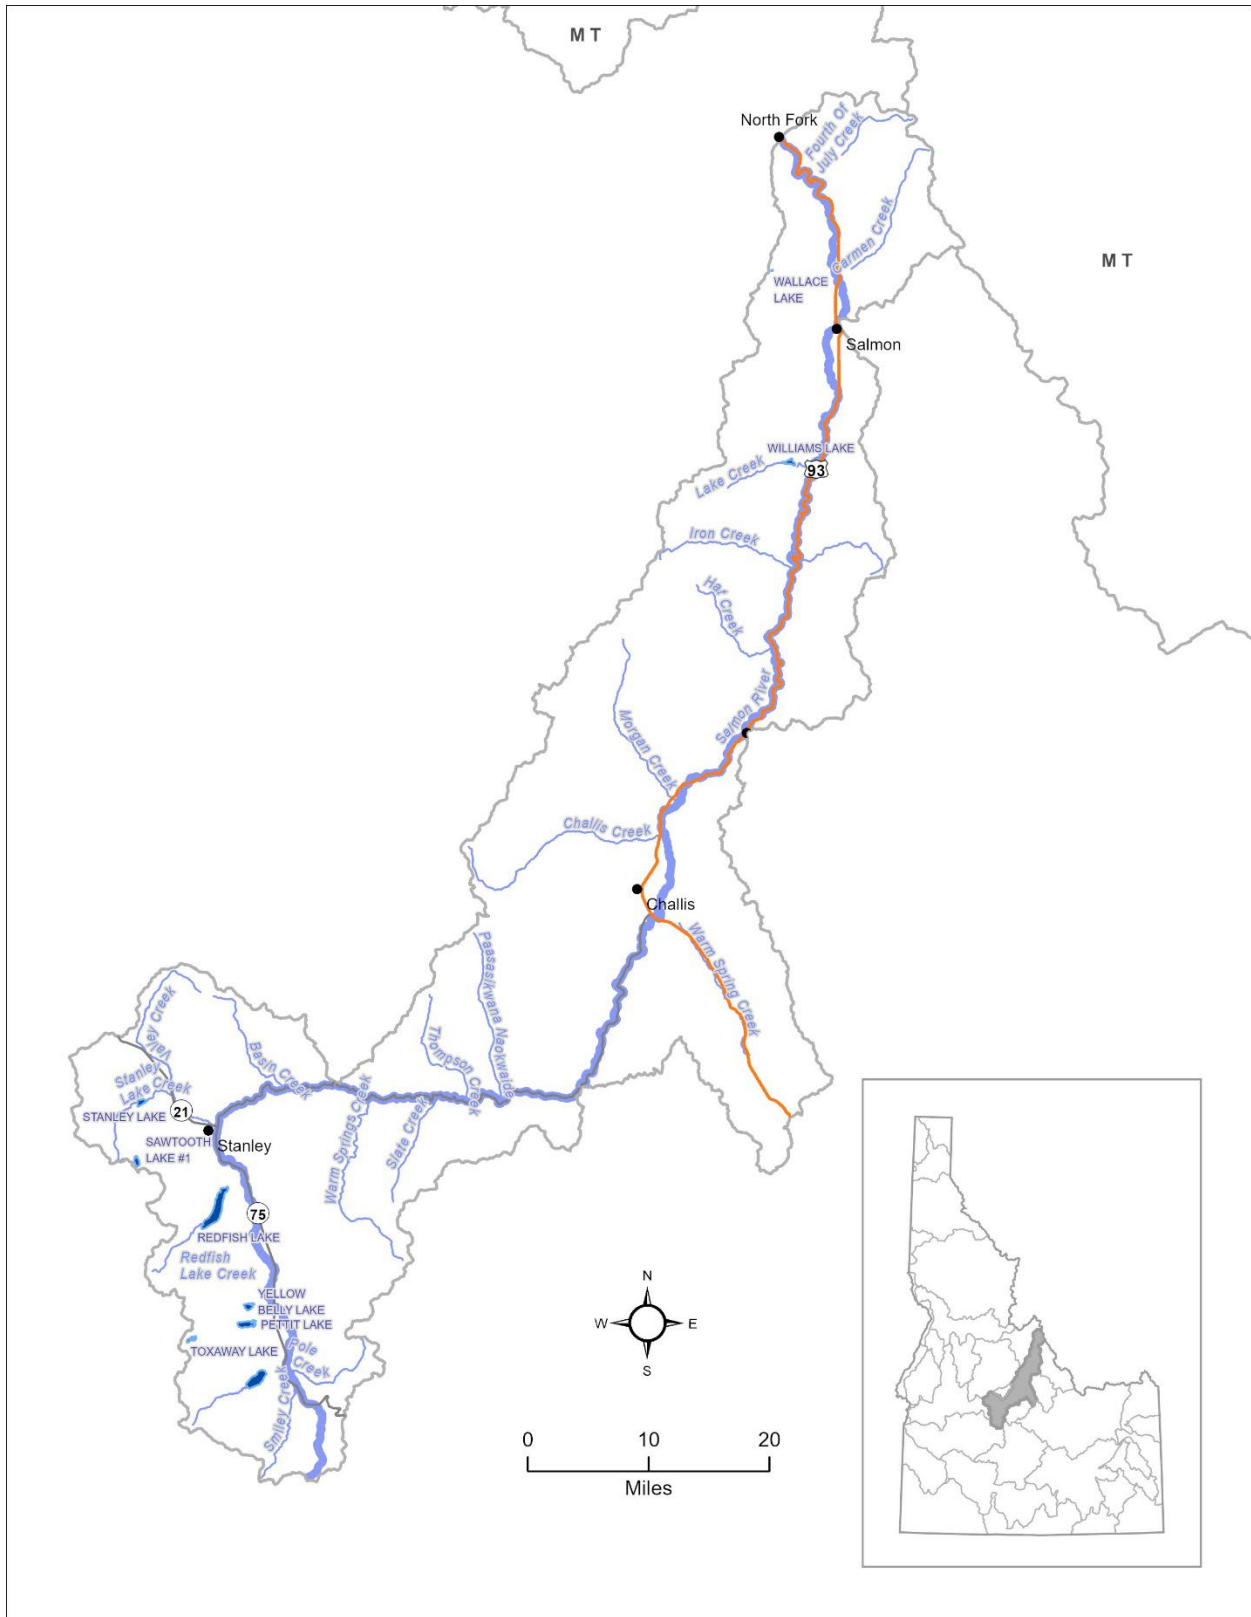 MT
North Fork
Fourth Of
July Creek
Carmen Creek
MT
WALLACE
LAKE
Salmon
WILLIAMS LAKE
Lake Creek
93
Iron Creek
Hat Creek
Salmon River
Morgan Creek
Challis Creek
Challis
Warm Spring Creek
Paasasikwana Naokwaide
Valley Creek
Basin Creek
Thompson Creek
Stanley
Lake Creek
STANLEY LAKE
21
Stanley
SAWTOOTH
LAKE #1
Warm Springs Creek
Slate Creek
75
REDFISH LAKE
Redfish
Lake Creek
YELLOW
BELLY LAKE
PETTIT LAKE
TOXAWAY LAKE
Pole
Creek
Smiley Creek
N
W
E
S
0
10
20
Miles